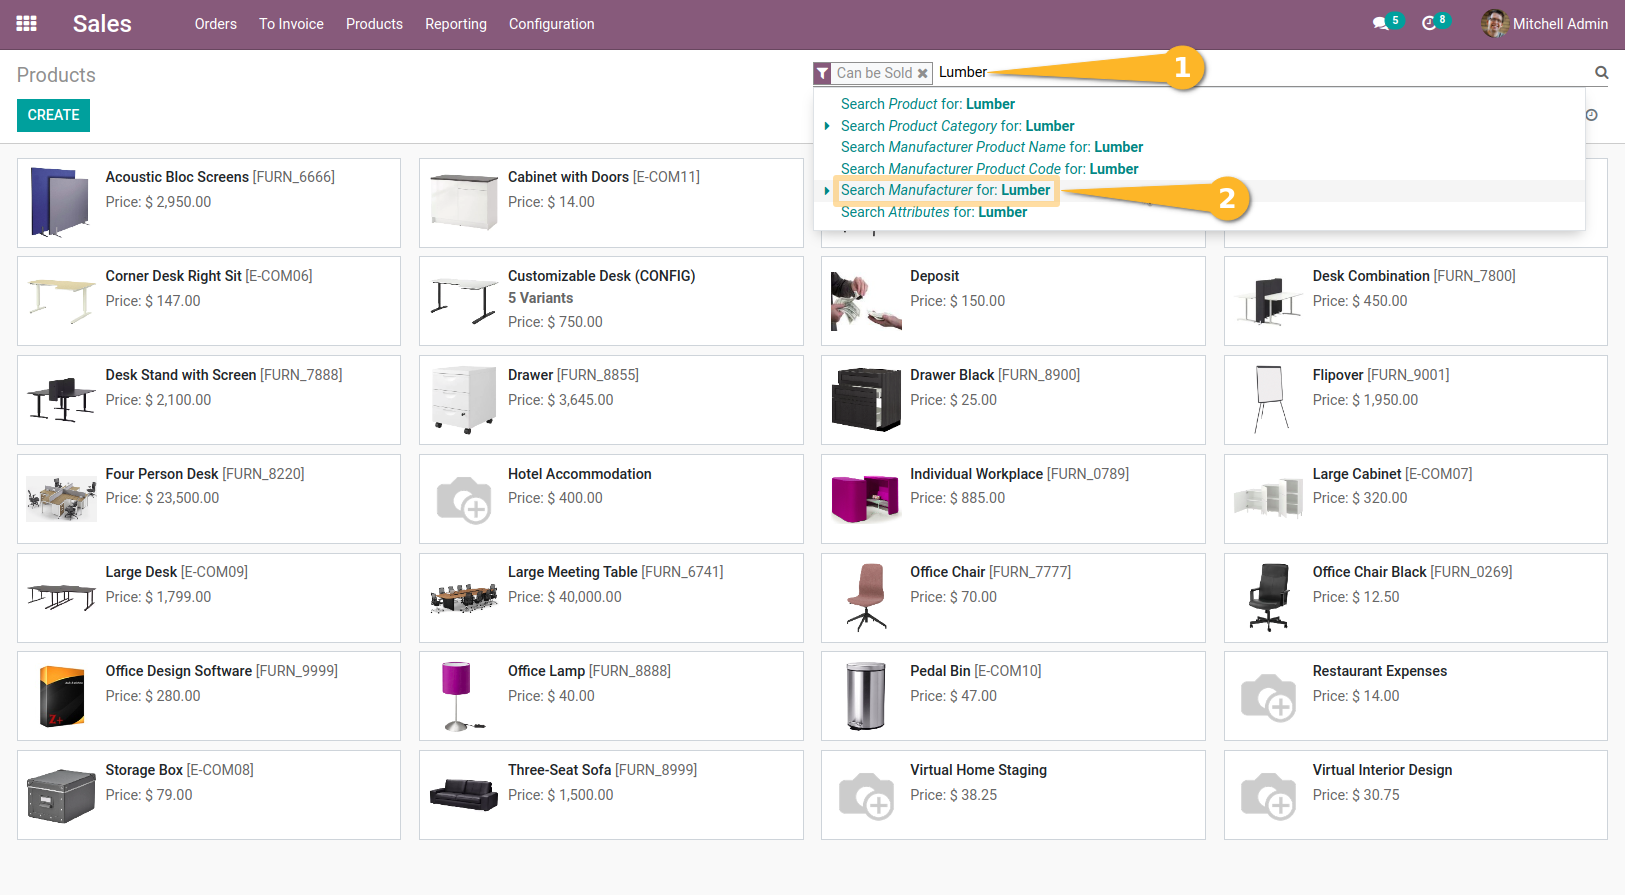 Sales Orders To Invoice Products Reporting Configuration 5 8 Mitchell Admin
Products
Can be Sold Lumber 1
CREATE
Search Product for: Lumber
Search Product Category for: Lumber
Search Manufacturer Product Name for: Lumber
Search Manufacturer Product Code for: Lumber
Search Manufacturer for: Lumber 2
Search Attributes for: Lumber
Acoustic Bloc Screens [FURN_6666]
Price: $ 2,950.00
Cabinet with Doors [E-COM11]
Price: $ 14.00
Corner Desk Right Sit [E-COM06]
Price: $ 147.00
Customizable Desk (CONFIG)
5 Variants
Price: $ 750.00
Deposit
Price: $ 150.00
Desk Combination [FURN_7800]
Price: $ 450.00
Desk Stand with Screen [FURN_7888]
Price: $ 2,100.00
Drawer [FURN_8855]
Price: $ 3,645.00
Drawer Black [FURN_8900]
Price: $ 25.00
Flipover [FURN_9001]
Price: $ 1,950.00
Four Person Desk [FURN_8220]
Price: $ 23,500.00
Hotel Accommodation
Price: $ 400.00
Individual Workplace [FURN_0789]
Price: $ 885.00
Large Cabinet [E-COM07]
Price: $ 320.00
Large Desk [E-COM09]
Price: $ 1,799.00
Large Meeting Table [FURN_6741]
Price: $ 40,000.00
Office Chair [FURN_7777]
Price: $ 70.00
Office Chair Black [FURN_0269]
Price: $ 12.50
Office Design Software [FURN_9999]
Price: $ 280.00
Z+
Office Lamp [FURN_8888]
Price: $ 40.00
Pedal Bin [E-COM10]
Price: $ 47.00
Restaurant Expenses
Price: $ 14.00
Storage Box [E-COM08]
Price: $ 79.00
Three-Seat Sofa [FURN_8999]
Price: $ 1,500.00
Virtual Home Staging
Price: $ 38.25
Virtual Interior Design
Price: $ 30.75